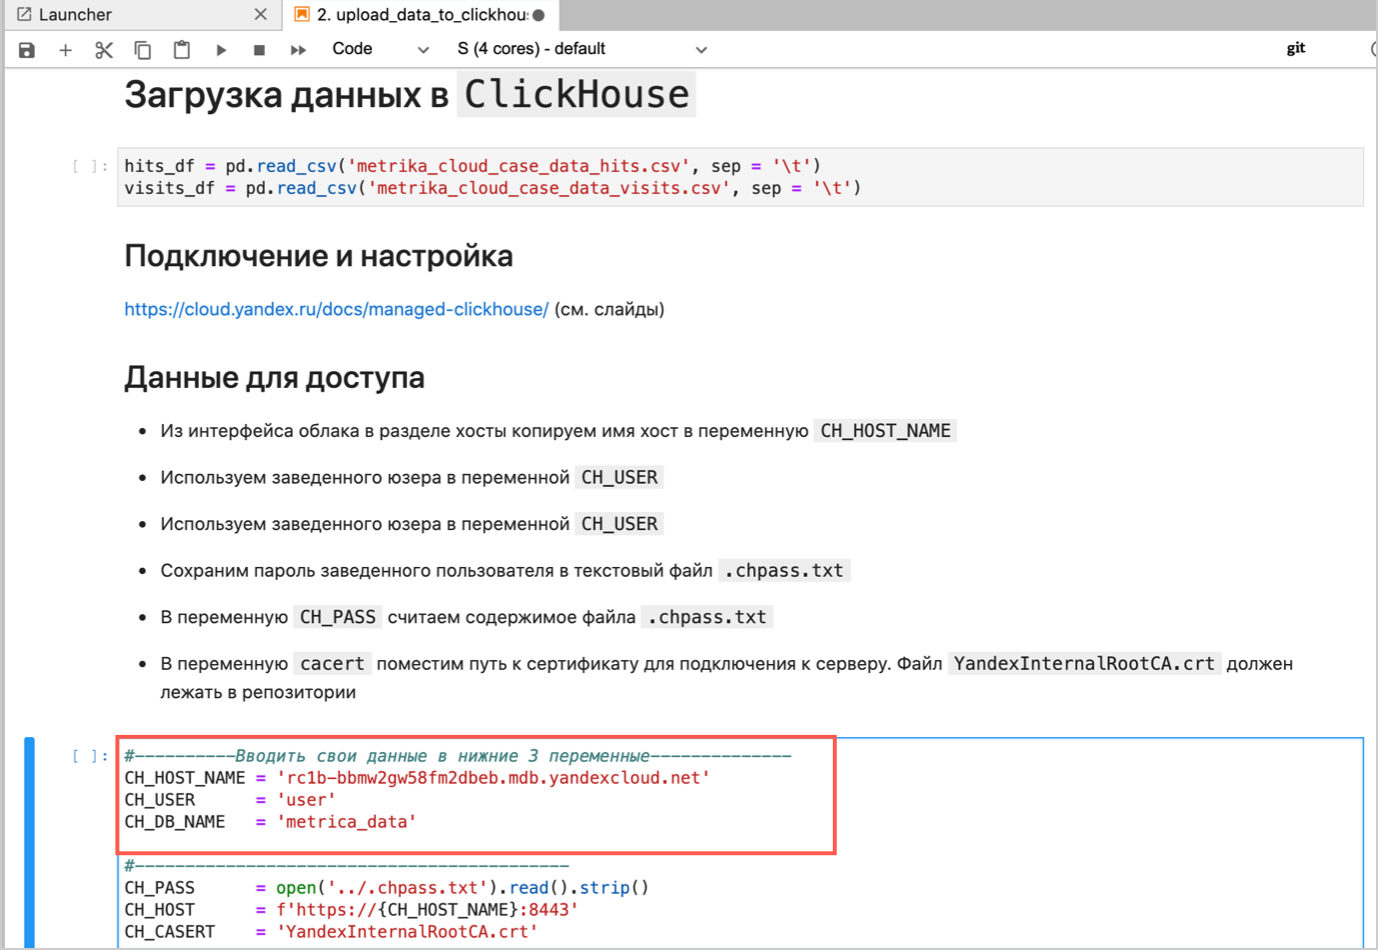 Launcher
2. upload_data_to_clickhou
Code
S (4 cores) - default
git
Загрузка данных в ClickHouse
[ ]:
hits_df = pd.read_csv('metrika_cloud_case_data_hits.csv', sep = '\t')
visits_df = pd.read_csv('metrika_cloud_case_data_visits.csv', sep = '\t')
Подключение и настройка
https://cloud.yandex.ru/docs/managed-clickhouse/ (см. слайды)
Данные для доступа
• Из интерфейса облака в разделе хосты копируем имя хост в переменную CH_HOST_NAME
• Используем заведенного юзера в переменной CH_USER
• Используем заведенного юзера в переменной CH_USER
• Сохраним пароль заведенного пользователя в текстовый файл .chpass.txt
• В переменную CH_PASS считаем содержимое файла .chpass.txt
• В переменную cacert поместим путь к сертификату для подключения к серверу. Файл YandexInternalRootCA.crt должен
лежать в репозитории
[ ]:
#----------Вводить свои данные в нижние 3 переменные--------------
CH_HOST_NAME = 'rc1b-bbmw2gw58fm2dbeb.mdb.yandexcloud.net'
CH_USER = 'user'
CH_DB_NAME = 'metrica_data'
#-------------------------------------------
CH_PASS = open('../.chpass.txt').read().strip()
CH_HOST = f'https://{CH_HOST_NAME}:8443'
CH_CASERT = 'YandexInternalRootCA.crt'